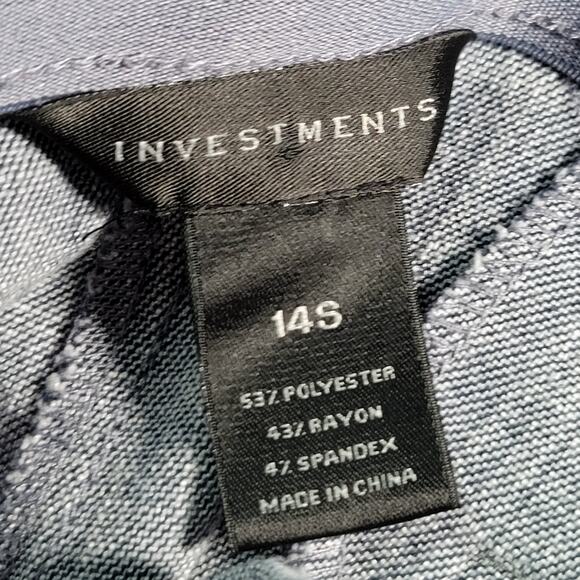 INVESTMENTS
14S
53% POLYESTER
43% RAYON
4% SPANDEX
MADE IN CHINA